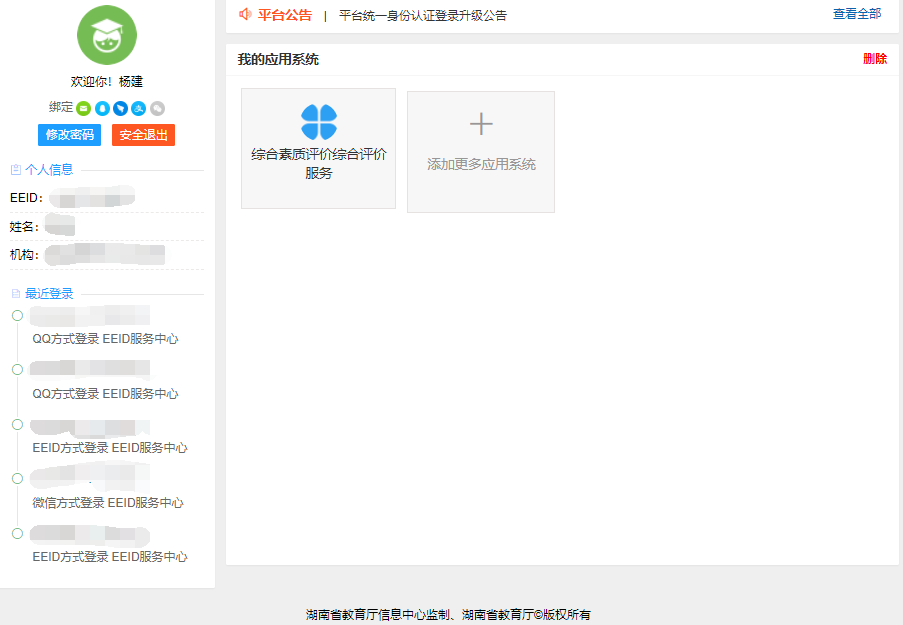 欢迎你！杨建
绑定
修改密码 安全退出
个人信息
EEID：
姓名：
机构：
最近登录
QQ方式登录 EEID服务中心
QQ方式登录 EEID服务中心
EEID方式登录 EEID服务中心
微信方式登录 EEID服务中心
EEID方式登录 EEID服务中心
平台公告 | 平台统一身份认证登录升级公告 查看全部
我的应用系统 删除
综合素质评价综合评价
服务
添加更多应用系统
湖南省教育厅信息中心监制、湖南省教育厅©版权所有